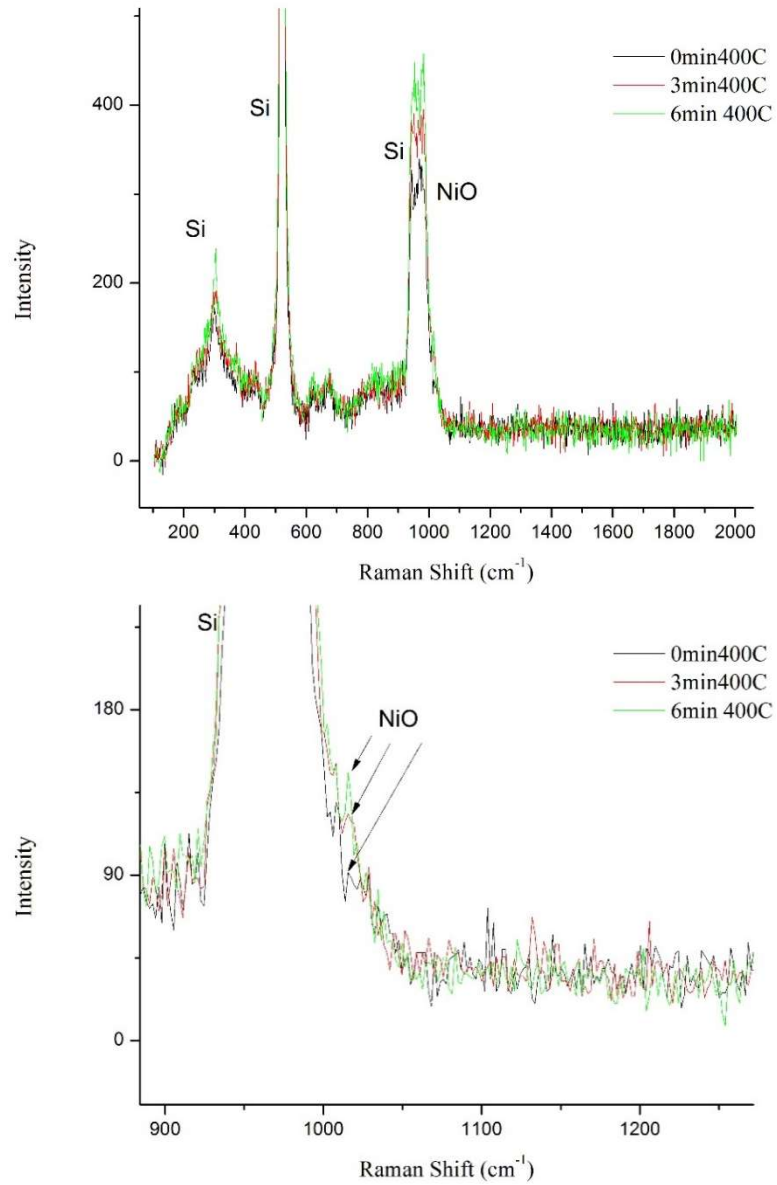 0min400C
3min400C
6min 400C
Si
Si
Si
NiO
400
200
0
Intensity
200 400 600 800 1000 1200 1400 1600 1800 2000
Raman Shift (cm⁻¹)
0min400C
3min400C
6min 400C
Si
NiO
180
90
0
Intensity
900 1000 1100 1200
Raman Shift (cm⁻¹)